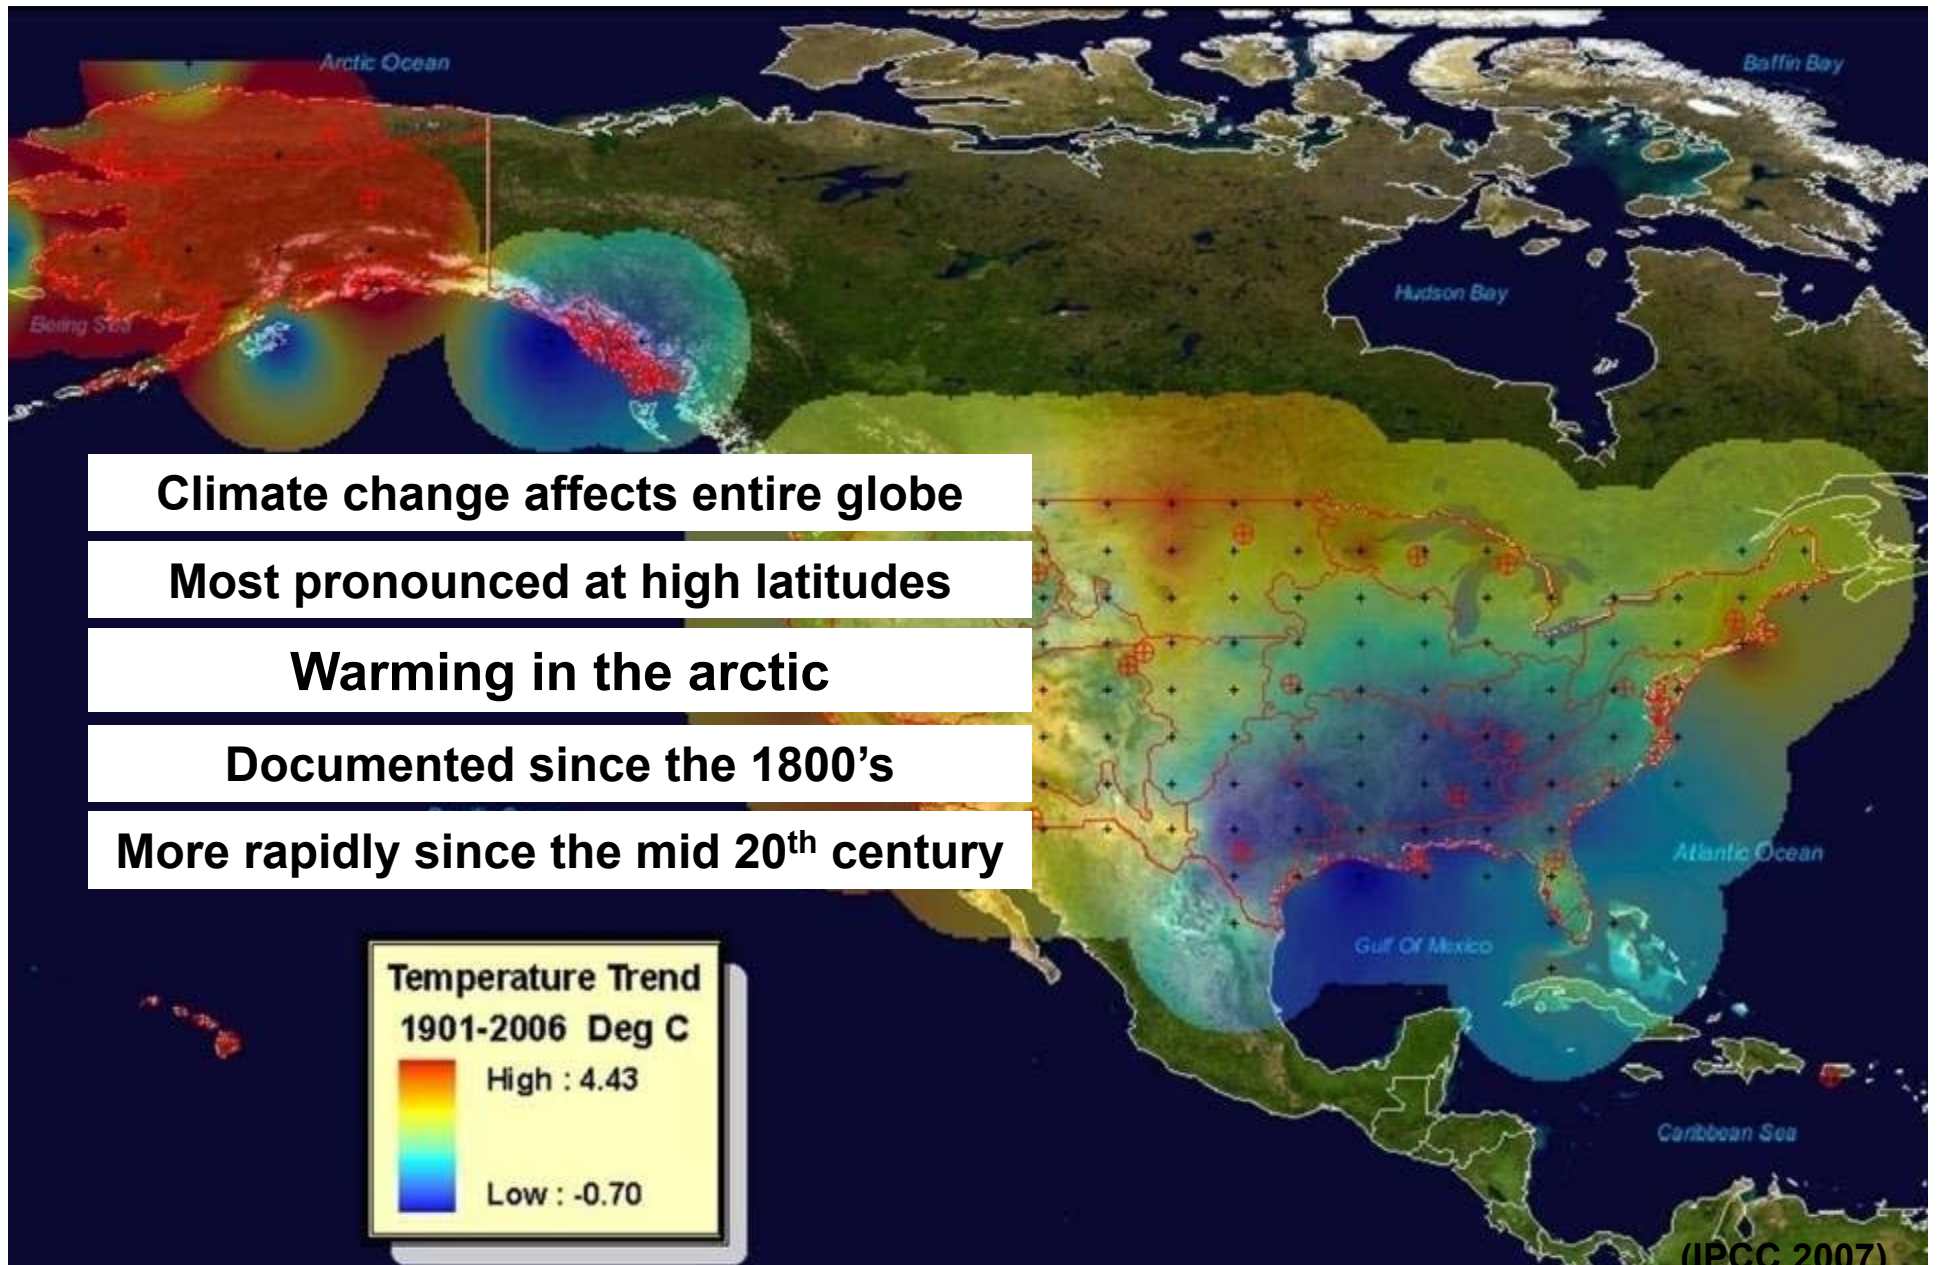 Arctic Ocean
Baffin Bay
Hudson Bay
Bering Sea
Climate change affects entire globe
Most pronounced at high latitudes
Warming in the arctic
Documented since the 1800’s
More rapidly since the mid 20th century
Atlantic Ocean
Gulf Of Mexico
Temperature Trend
1901-2006 Deg C
High : 4.43
Low : -0.70
Caribbean Sea
(IPCC 2007)